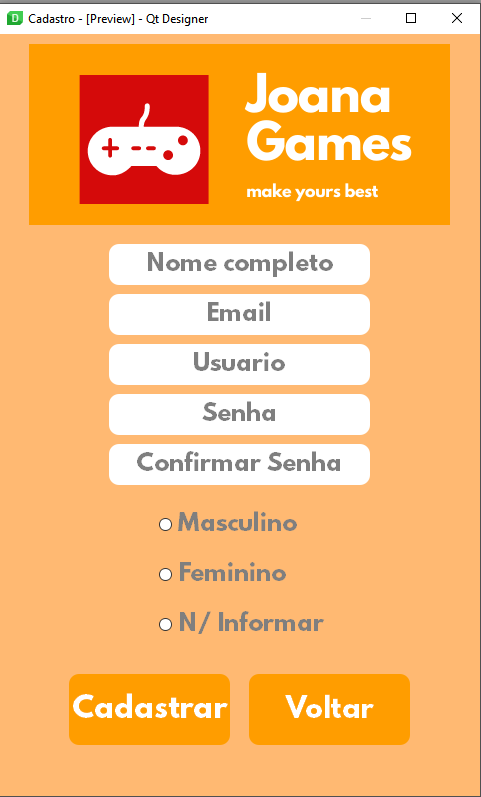 Cadastro - [Preview] - Qt Designer
Joana
Games
make yours best
Nome completo
Email
Usuario
Senha
Confirmar Senha
Masculino
Feminino
N/ Informar
Cadastrar
Voltar